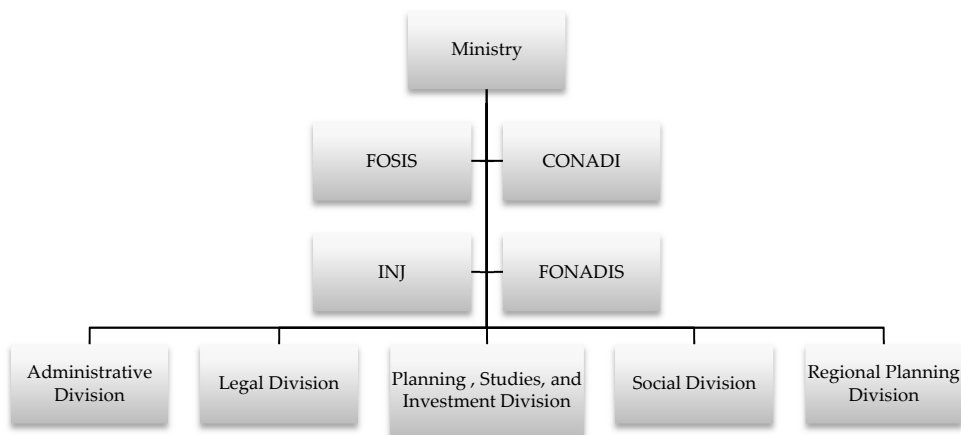 Ministry
FOSIS
CONADI
INJ
FONADIS
Administrative
Division
Legal Division
Planning , Studies, and
Investment Division
Social Division
Regional Planning
Division